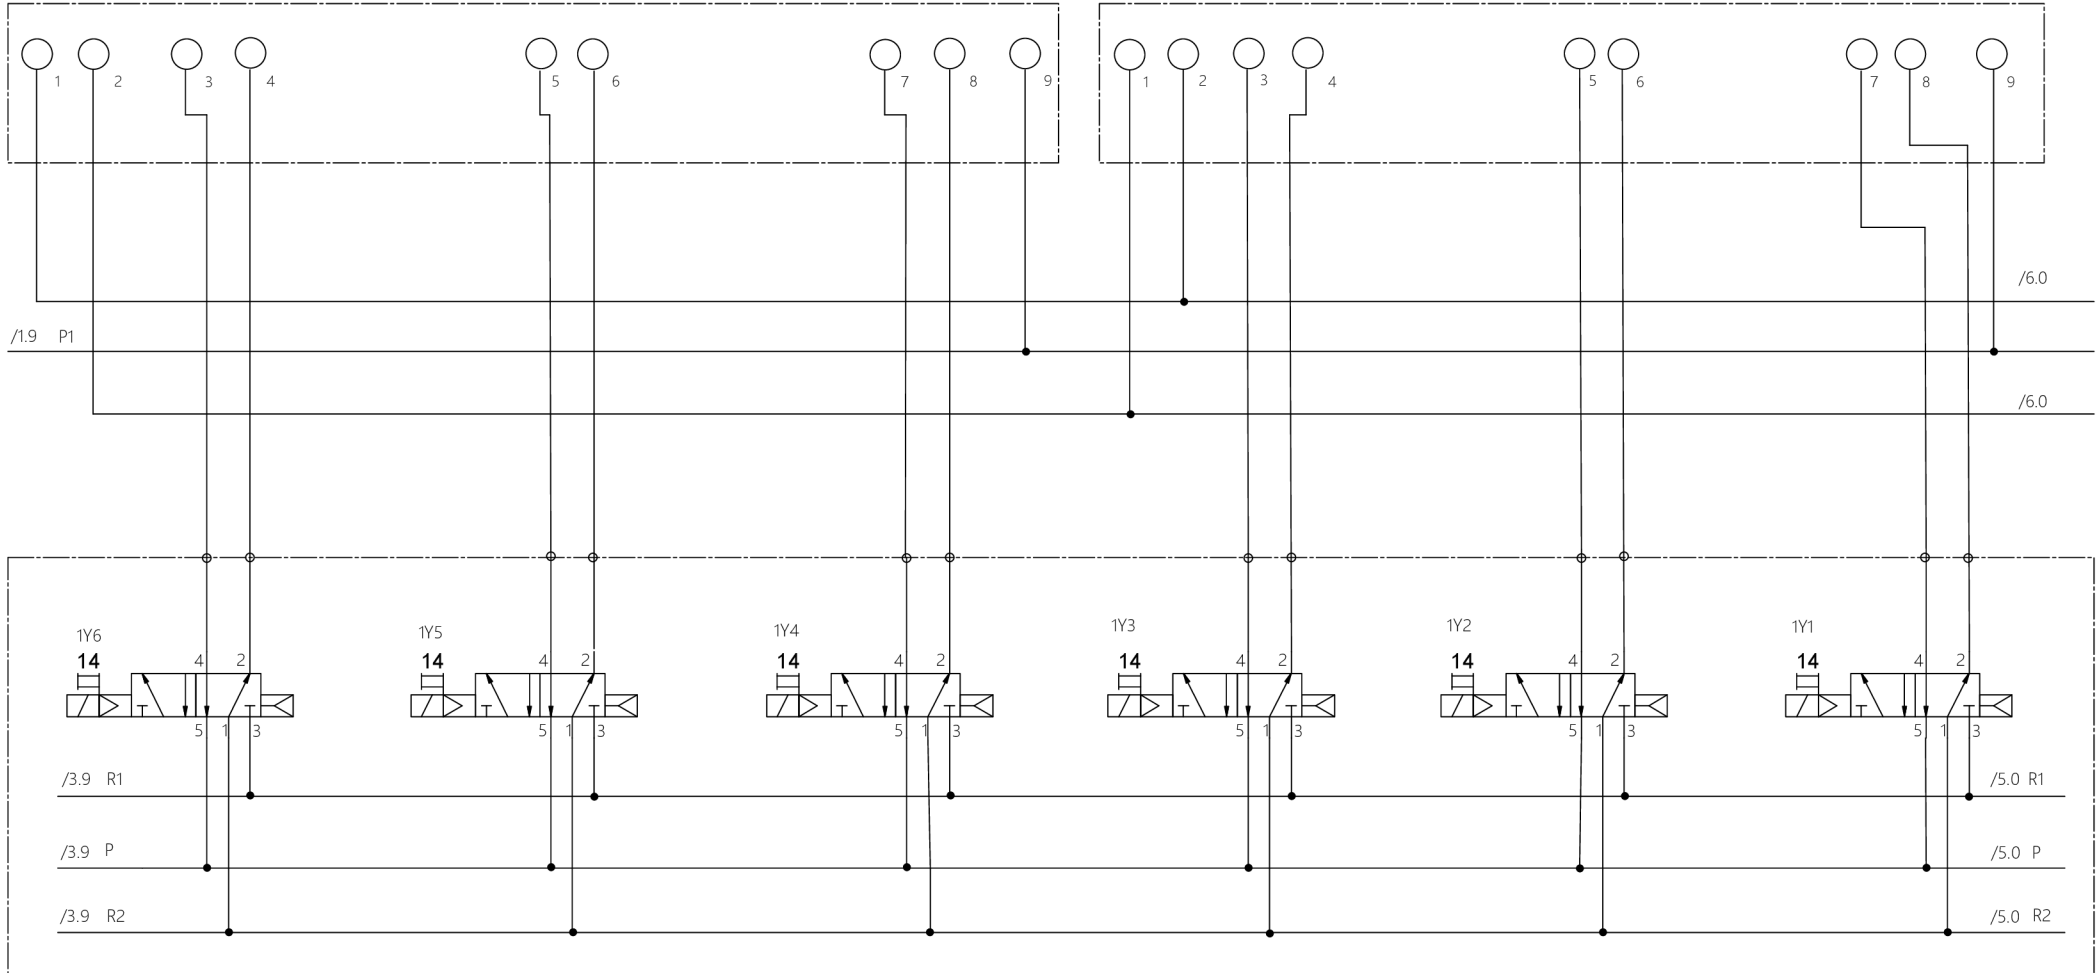 1 2 3 4 5 6 7 8 9 1 2 3 4 5 6 7 8 9
/6.0
/1.9 P1
/6.0
1Y6 1Y5 1Y4 1Y3 1Y2 1Y1
14 4 2 14 4 2 14 4 2 14 4 2 14 4 2 14 4 2
5 1 3 5 1 3 5 1 3 5 1 3 5 1 3 5 1 3
/3.9 R1 /5.0 R1
/3.9 P /5.0 P
/3.9 R2 /5.0 R2